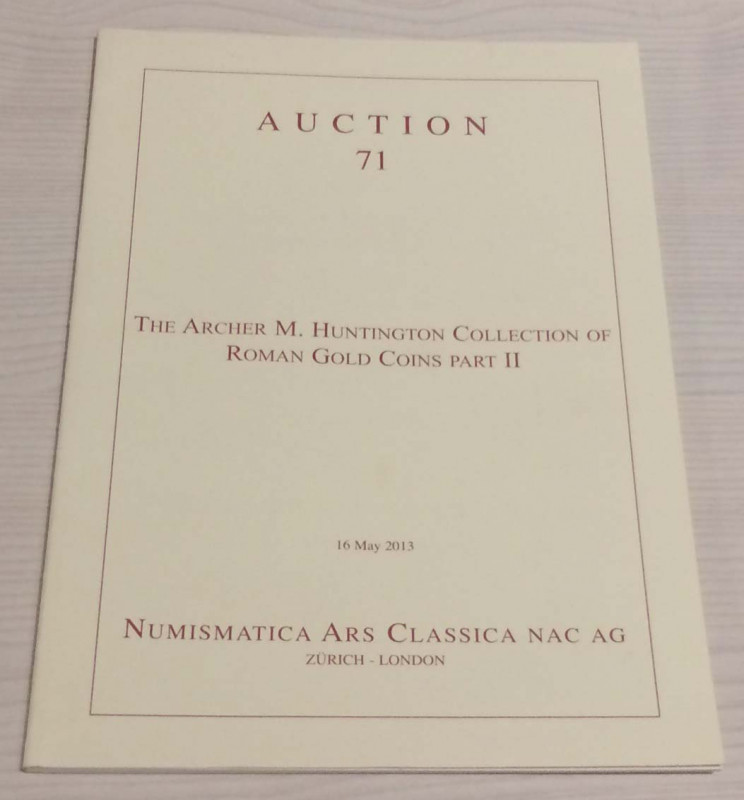 AUCTION
71
THE ARCHER M. HUNTINGTON COLLECTION OF
ROMAN GOLD COINS PART II
16 May 2013
NUMISMATICA ARS CLASSICA NAC AG
ZÜRICH - LONDON